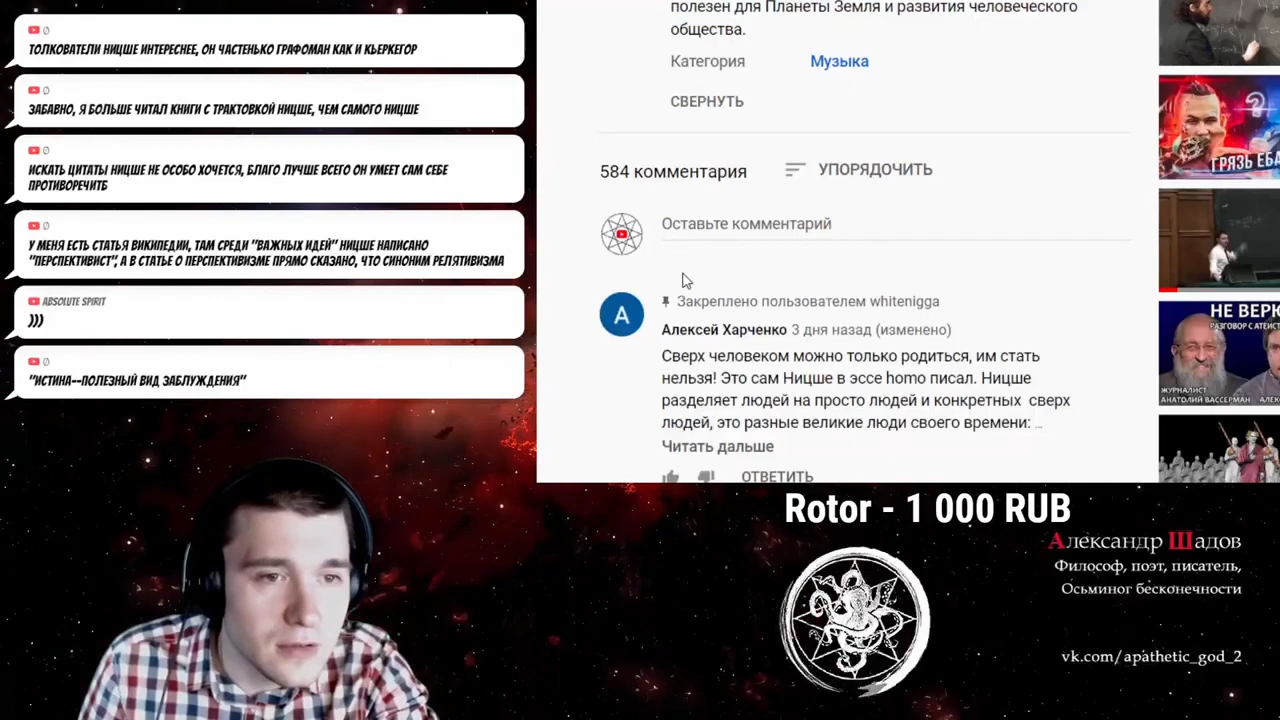 Ø
ТОЛКОВАТЕЛИ НИЦШЕ ИНТЕРЕСНЕЕ, ОН ЧАСТЕНЬКО ГРАФОМАН КАК И КЬЕРКЕГОР
Ø
ЗАБАВНО, Я БОЛЬШЕ ЧИТАЛ КНИГИ С ТРАКТОВКОЙ НИЦШЕ, ЧЕМ САМОГО НИЦШЕ
Ø
ИСКАТЬ ЦИТАТЫ НИЦШЕ НЕ ОСОБО ХОЧЕТСЯ, БЛАГО ЛУЧШЕ ВСЕГО ОН УМЕЕТ САМ СЕБЕ
ПРОТИВОРЕЧИТЬ
Ø
У МЕНЯ ЕСТЬ СТАТЬЯ ВИКИПЕДИИ, ТАМ СРЕДИ "ВАЖНЫХ ИДЕЙ" НИЦШЕ НАПИСАНО
"ПЕРСПЕКТИВИСТ", А В СТАТЬЕ О ПЕРСПЕКТИВИЗМЕ ПРЯМО СКАЗАНО, ЧТО СИНОНИМ РЕЛЯТИВИЗМА
ABSOLUTE SPIRIT
)))
Ø
"ИСТИНА--ПОЛЕЗНЫЙ ВИД ЗАБЛУЖДЕНИЯ"
полезен для Планеты Земля и развития человеческого
общества.
Категория Музыка
СВЕРНУТЬ
584 комментария УПОРЯДОЧИТЬ
Оставьте комментарий
Закреплено пользователем whitenigga
А
Алексей Харченко 3 дня назад (изменено)
Сверх человеком можно только родиться, им стать
нельзя! Это сам Ницше в эссе homo писал. Ницше
разделяет людей на просто людей и конкретных сверх
людей, это разные великие люди своего времени: ...
Читать дальше
ОТВЕТИТЬ
?
ГРЯЗЬ ЕБА
НЕ ВЕРЮ
РАЗГОВОР С АТЕИСТ
ЖУРНАЛИСТ
АНАТОЛИЙ ВАССЕРМАН АЛЕК
Rotor - 1 000 RUB
Александр Шадов
Философ, поэт, писатель,
Осьминог бесконечности
vk.com/apathetic_god_2